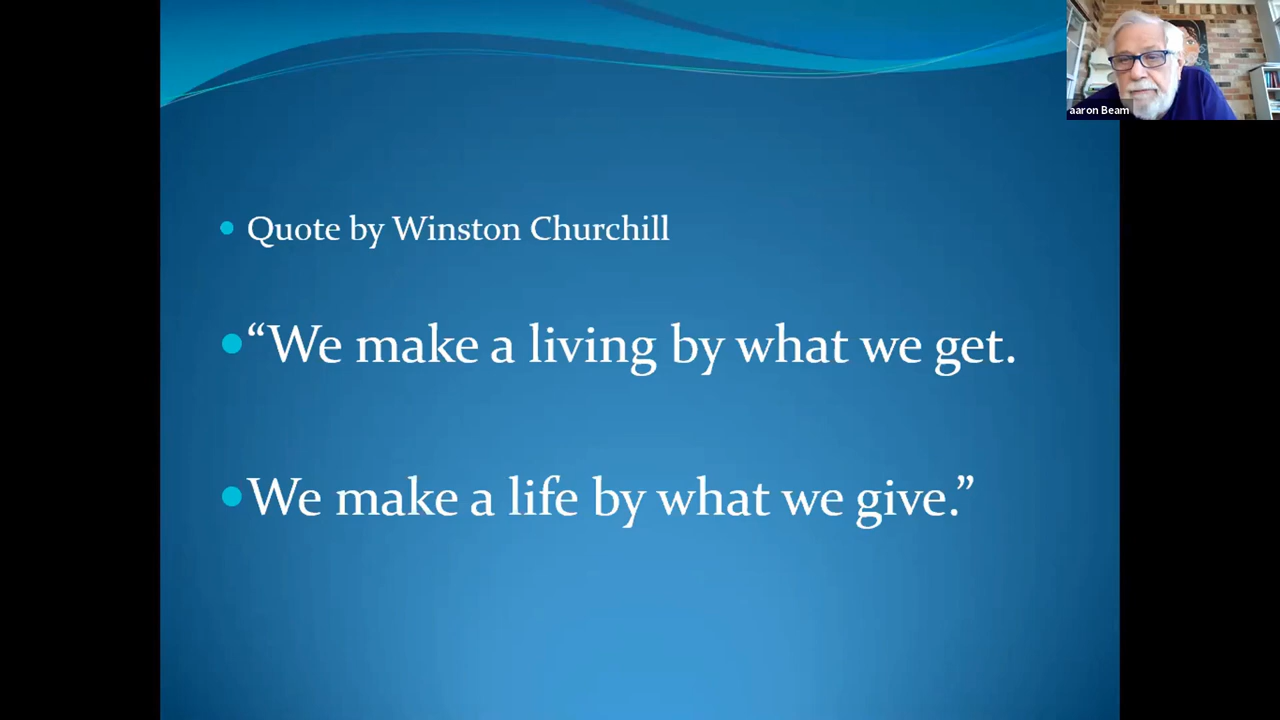 aaron Beam
Quote by Winston Churchill
“We make a living by what we get.
We make a life by what we give.”